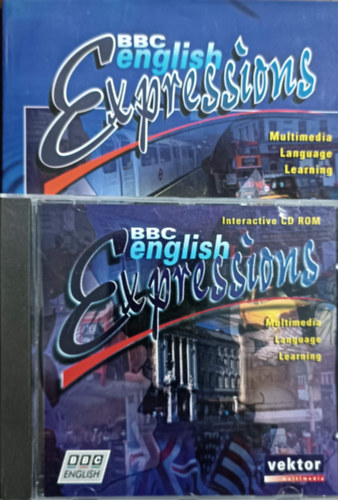 BBC
english
Expressions
Multimedia
Language
Learning
Interactive CD ROM
BBC
english
Expressions
Multimedia
Language
Learning
BBC
ENGLISH
vektor
multimedia